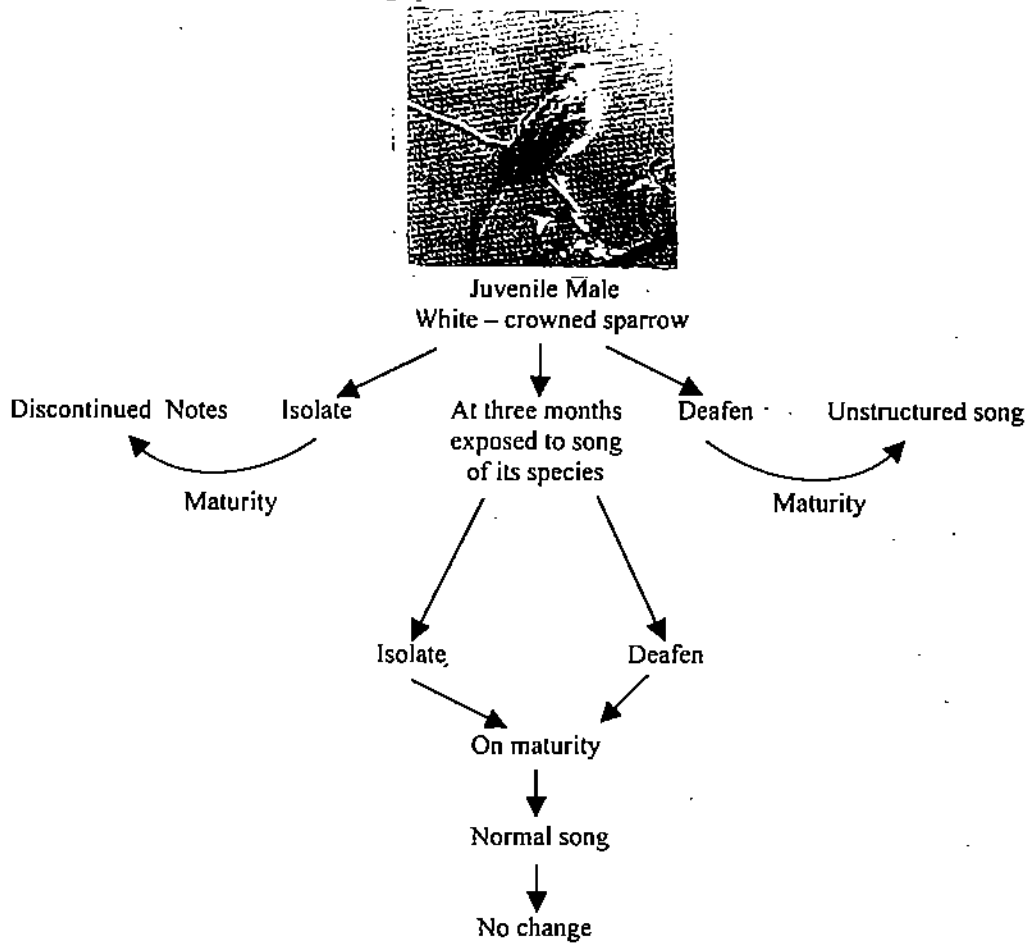 Juvenile Male
White – crowned sparrow
Discontinued Notes
Isolate
At three months
exposed to song
of its species
Deafen
Unstructured song
Maturity
Maturity
Isolate
Deafen
On maturity
Normal song
No change